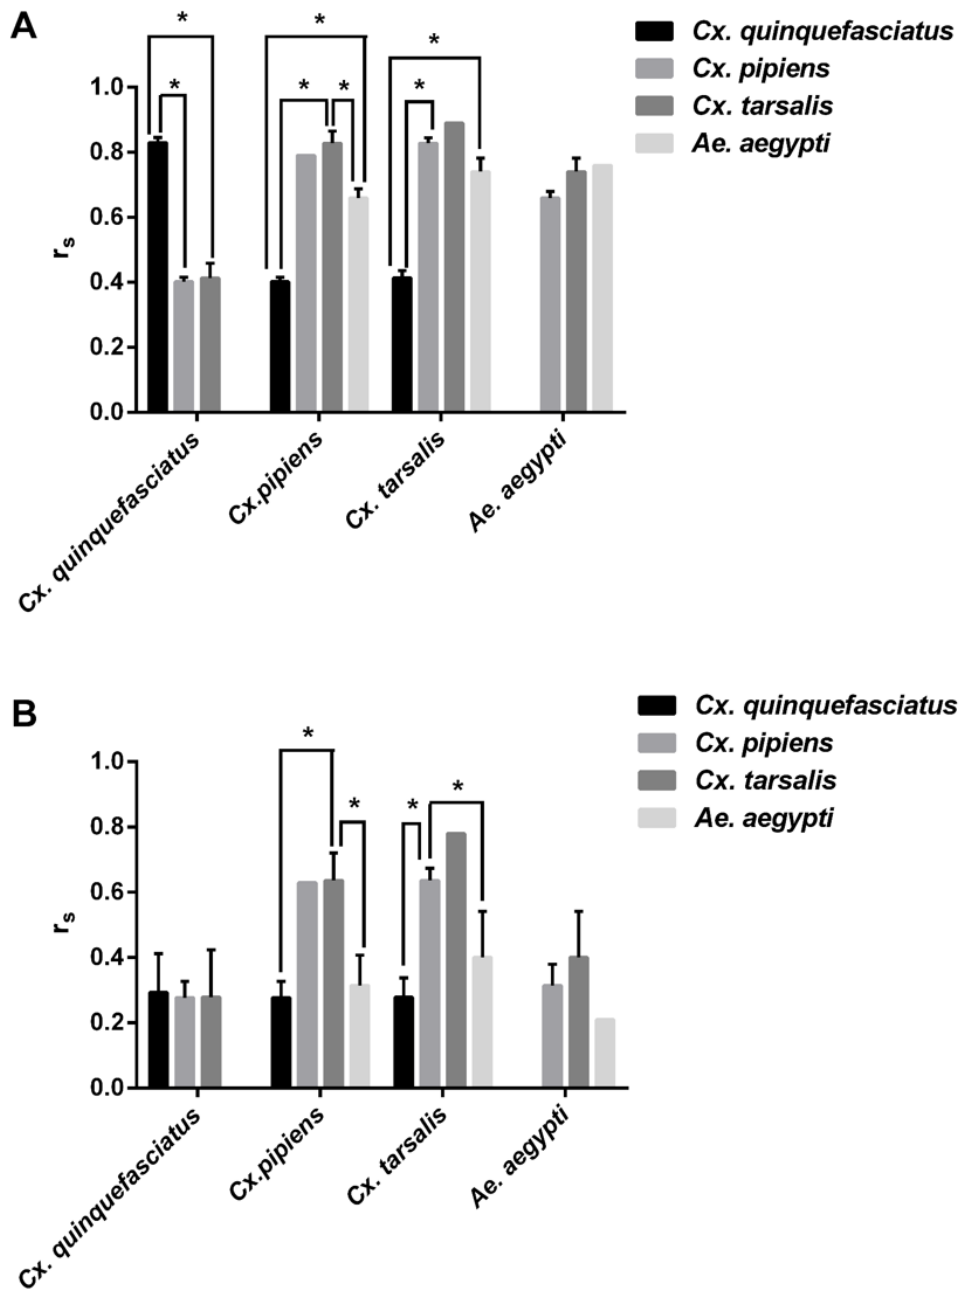 A
*
*
*
*
*
*
*
Cx. quinquefasciatus
Cx. pipiens
Cx. tarsalis
Ae. aegypti
1.0
0.8
0.6
0.4
0.2
0.0
rs
Cx. quinquefasciatus
Cx.pipiens
Cx. tarsalis
Ae. aegypti
B
*
*
*
*
Cx. quinquefasciatus
Cx. pipiens
Cx. tarsalis
Ae. aegypti
1.0
0.8
0.6
0.4
0.2
0.0
rs
Cx. quinquefasciatus
Cx.pipiens
Cx. tarsalis
Ae. aegypti